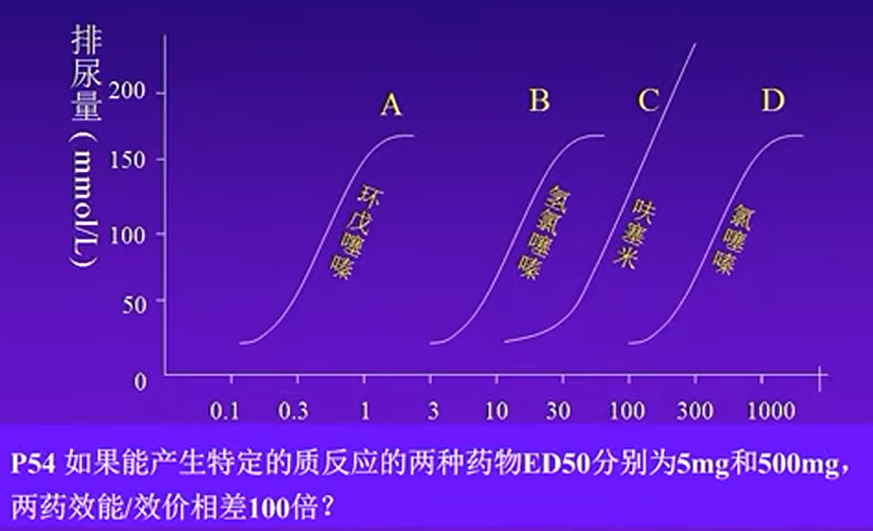 排尿量(mmol/L)
200
150
100
50
0
A
B
C
D
环戊噻嗪
氢氯噻嗪
呋塞米
氯噻嗪
0.1 0.3 1 3 10 30 100 300 1000
P54 如果能产生特定的质反应的两种药物ED50分别为5mg和500mg，
两药效能/效价相差100倍？